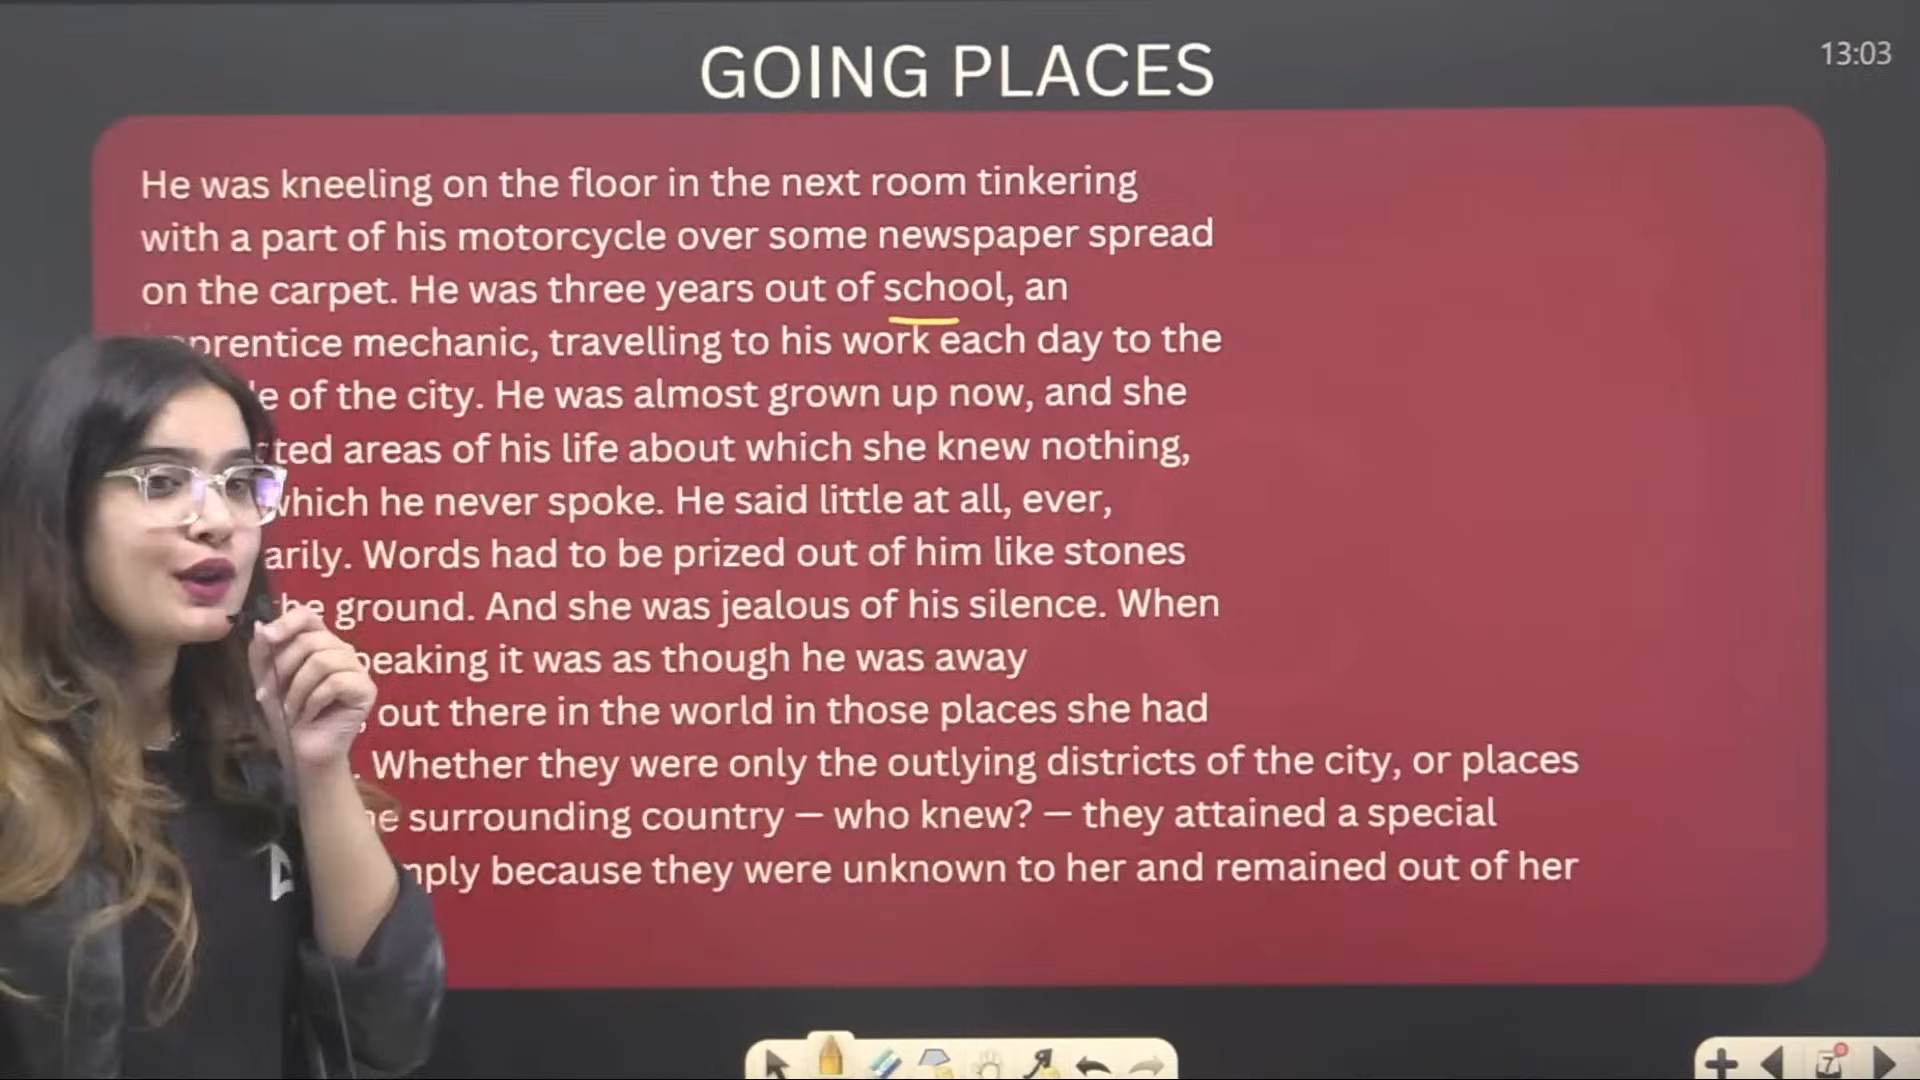 GOING PLACES
13:03
He was kneeling on the floor in the next room tinkering
with a part of his motorcycle over some newspaper spread
on the carpet. He was three years out of school, an
mechanic, travelling to his work each day to the
of the city. He was almost grown up now, and she
areas of his life about which she knew nothing,
which he never spoke. He said little at all, ever,
Words had to be prized out of him like stones
ground. And she was jealous of his silence. When
it was as though he was away
out there in the world in those places she had
Whether they were only the outlying districts of the city, or places
surrounding country — who knew? — they attained a special
because they were unknown to her and remained out of her
7